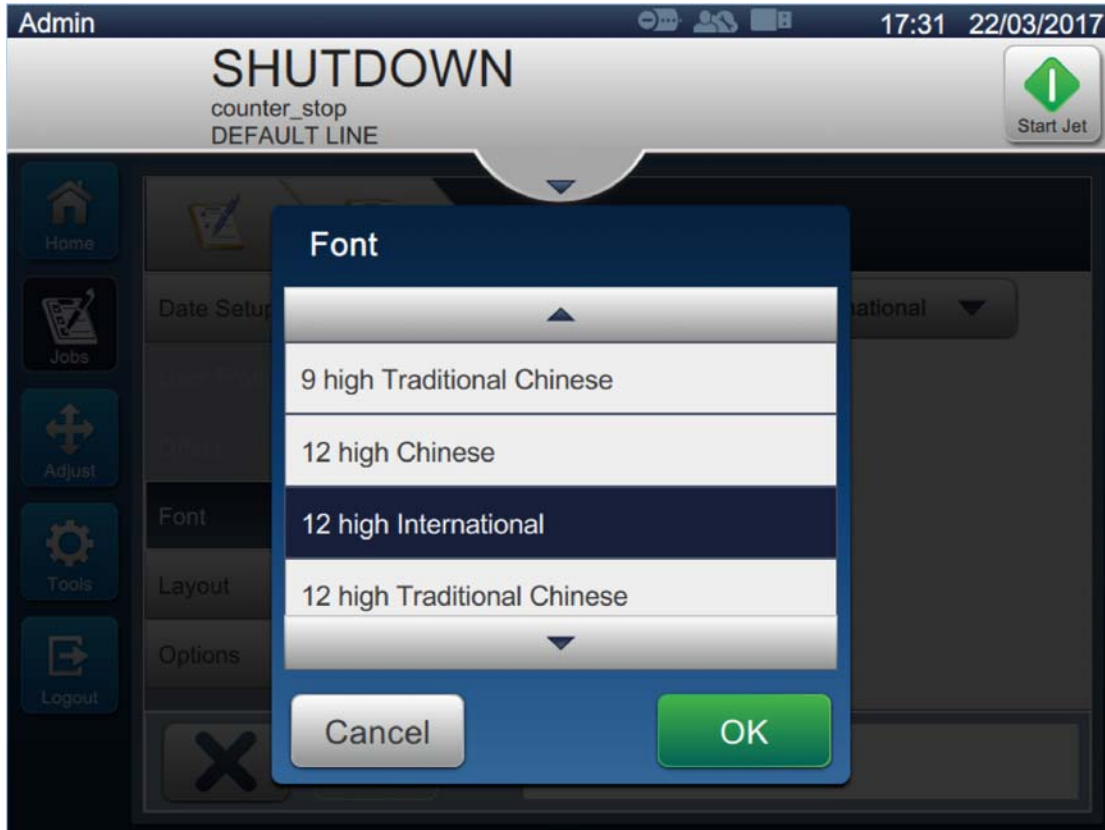 Admin
17:31 22/03/2017
SHUTDOWN
counter_stop
DEFAULT LINE
Start Jet
Home
Jobs
Adjust
Tools
Logout
Font
Date Setup
national
9 high Traditional Chinese
12 high Chinese
12 high International
12 high Traditional Chinese
Font
Layout
Options
Cancel
OK